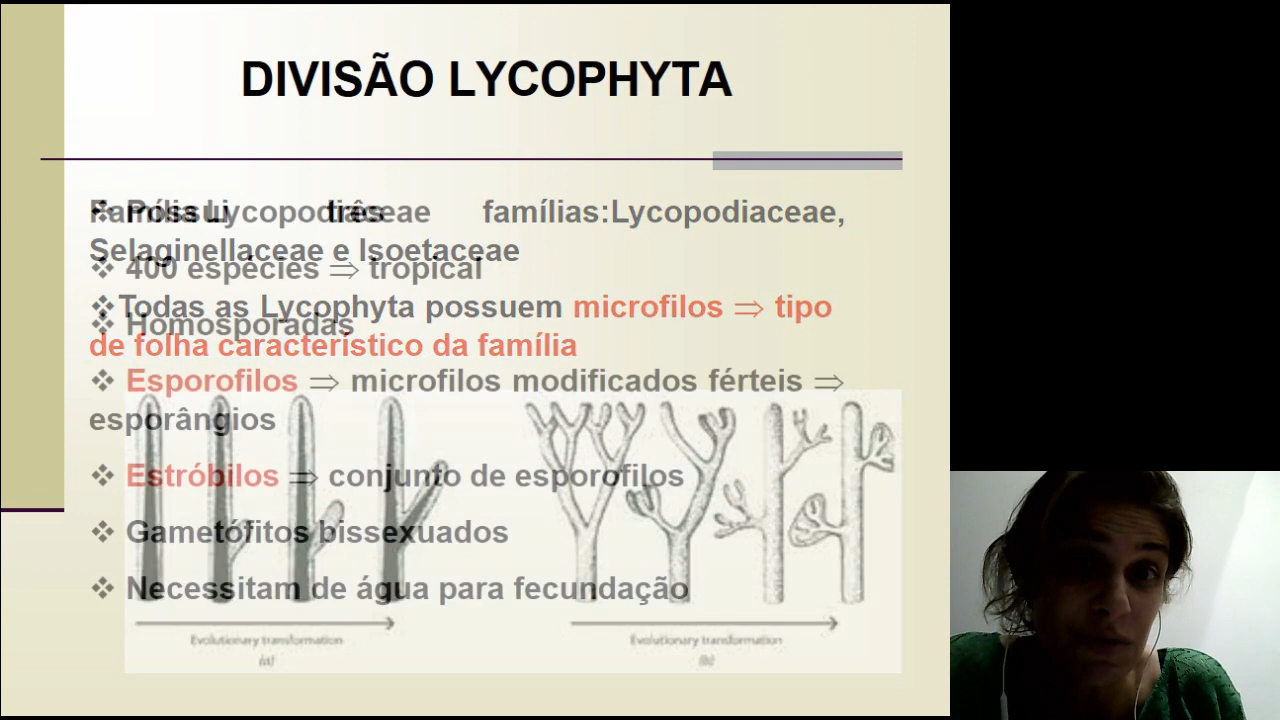 DIVISÃO LYCOPHYTA
Família Lycopodiaceae
❖ Possui três famílias:Lycopodiaceae,
Selaginellaceae e Isoetaceae
❖ 400 espécies ⇒ tropical
❖Todas as Lycophyta possuem microfilos ⇒ tipo
❖ Homosporadas
de folha característico da família
❖ Esporofilos ⇒ microfilos modificados férteis ⇒
esporângios
❖ Estróbilos ⇒ conjunto de esporofilos
❖ Gametófitos bissexuados
❖ Necessitam de água para fecundação
Evolutionary transformation
(a)
Evolutionary transformation
(b)